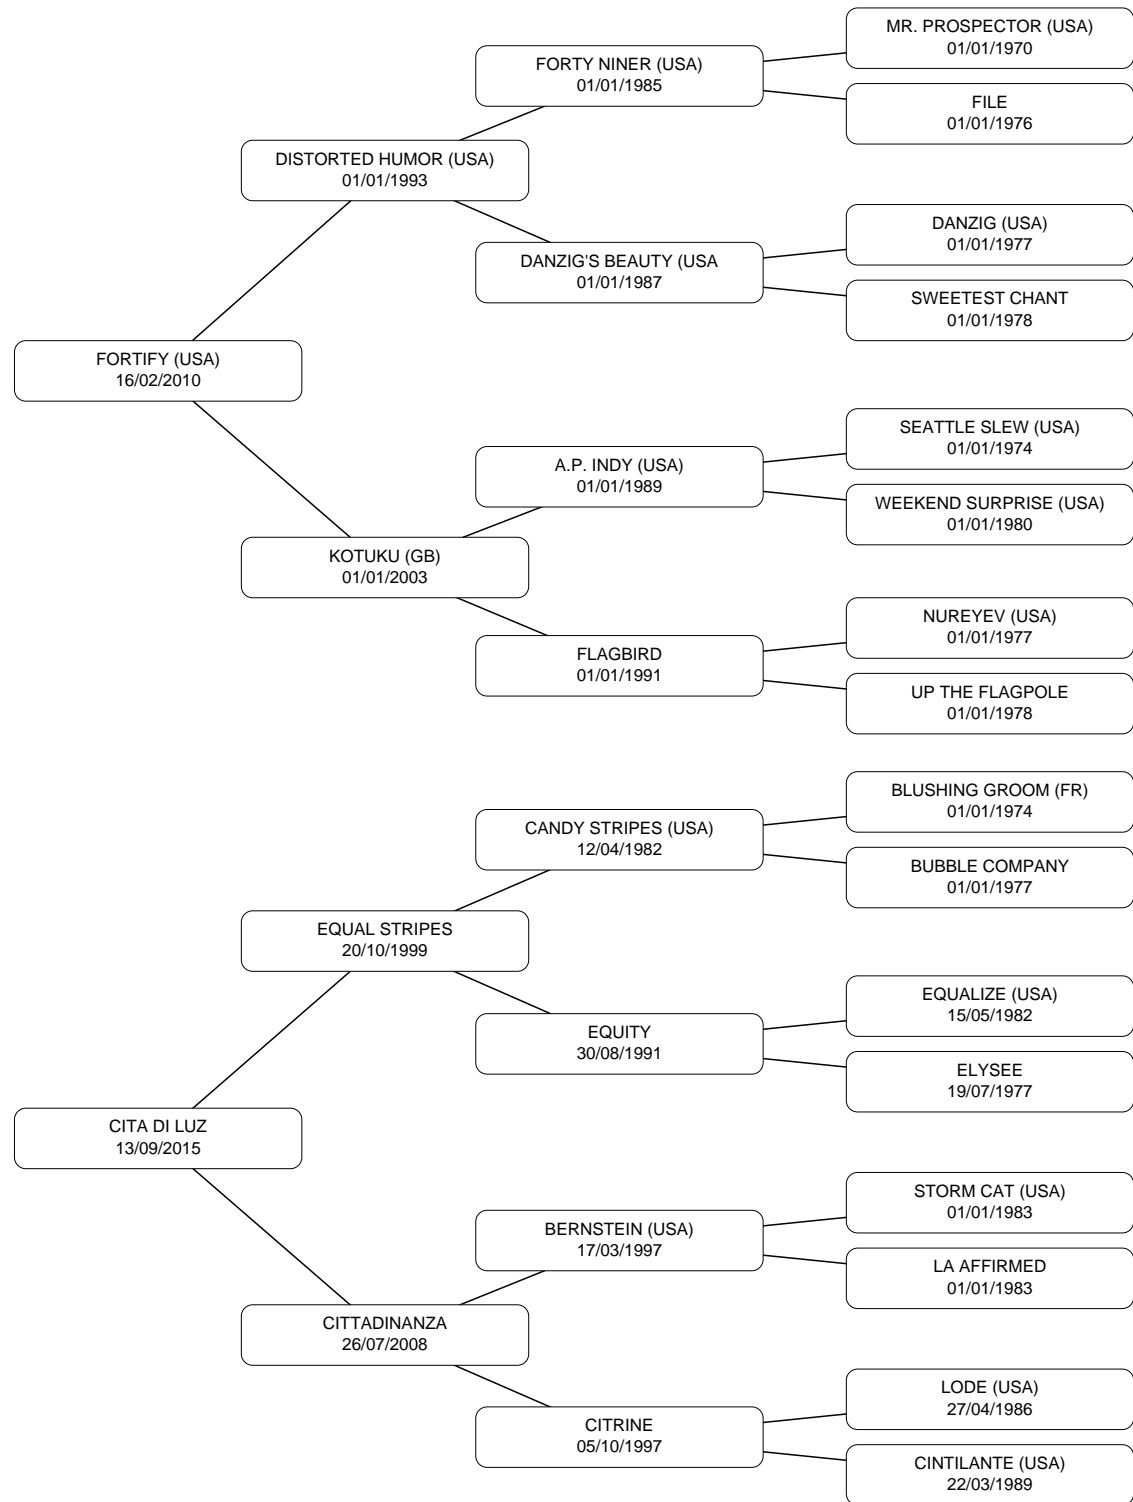 MR. PROSPECTOR (USA)
01/01/1970
FORTY NINER (USA)
01/01/1985
FILE
01/01/1976
DISTORTED HUMOR (USA)
01/01/1993
DANZIG (USA)
01/01/1977
DANZIG'S BEAUTY (USA
01/01/1987
SWEETEST CHANT
01/01/1978
FORTIFY (USA)
16/02/2010
SEATTLE SLEW (USA)
01/01/1974
A.P. INDY (USA)
01/01/1989
WEEKEND SURPRISE (USA)
01/01/1980
KOTUKU (GB)
01/01/2003
NUREYEV (USA)
01/01/1977
FLAGBIRD
01/01/1991
UP THE FLAGPOLE
01/01/1978
BLUSHING GROOM (FR)
01/01/1974
CANDY STRIPES (USA)
12/04/1982
BUBBLE COMPANY
01/01/1977
EQUAL STRIPES
20/10/1999
EQUALIZE (USA)
15/05/1982
EQUITY
30/08/1991
ELYSEE
19/07/1977
CITA DI LUZ
13/09/2015
STORM CAT (USA)
01/01/1983
BERNSTEIN (USA)
17/03/1997
LA AFFIRMED
01/01/1983
CITTADINANZA
26/07/2008
LODE (USA)
27/04/1986
CITRINE
05/10/1997
CINTILANTE (USA)
22/03/1989